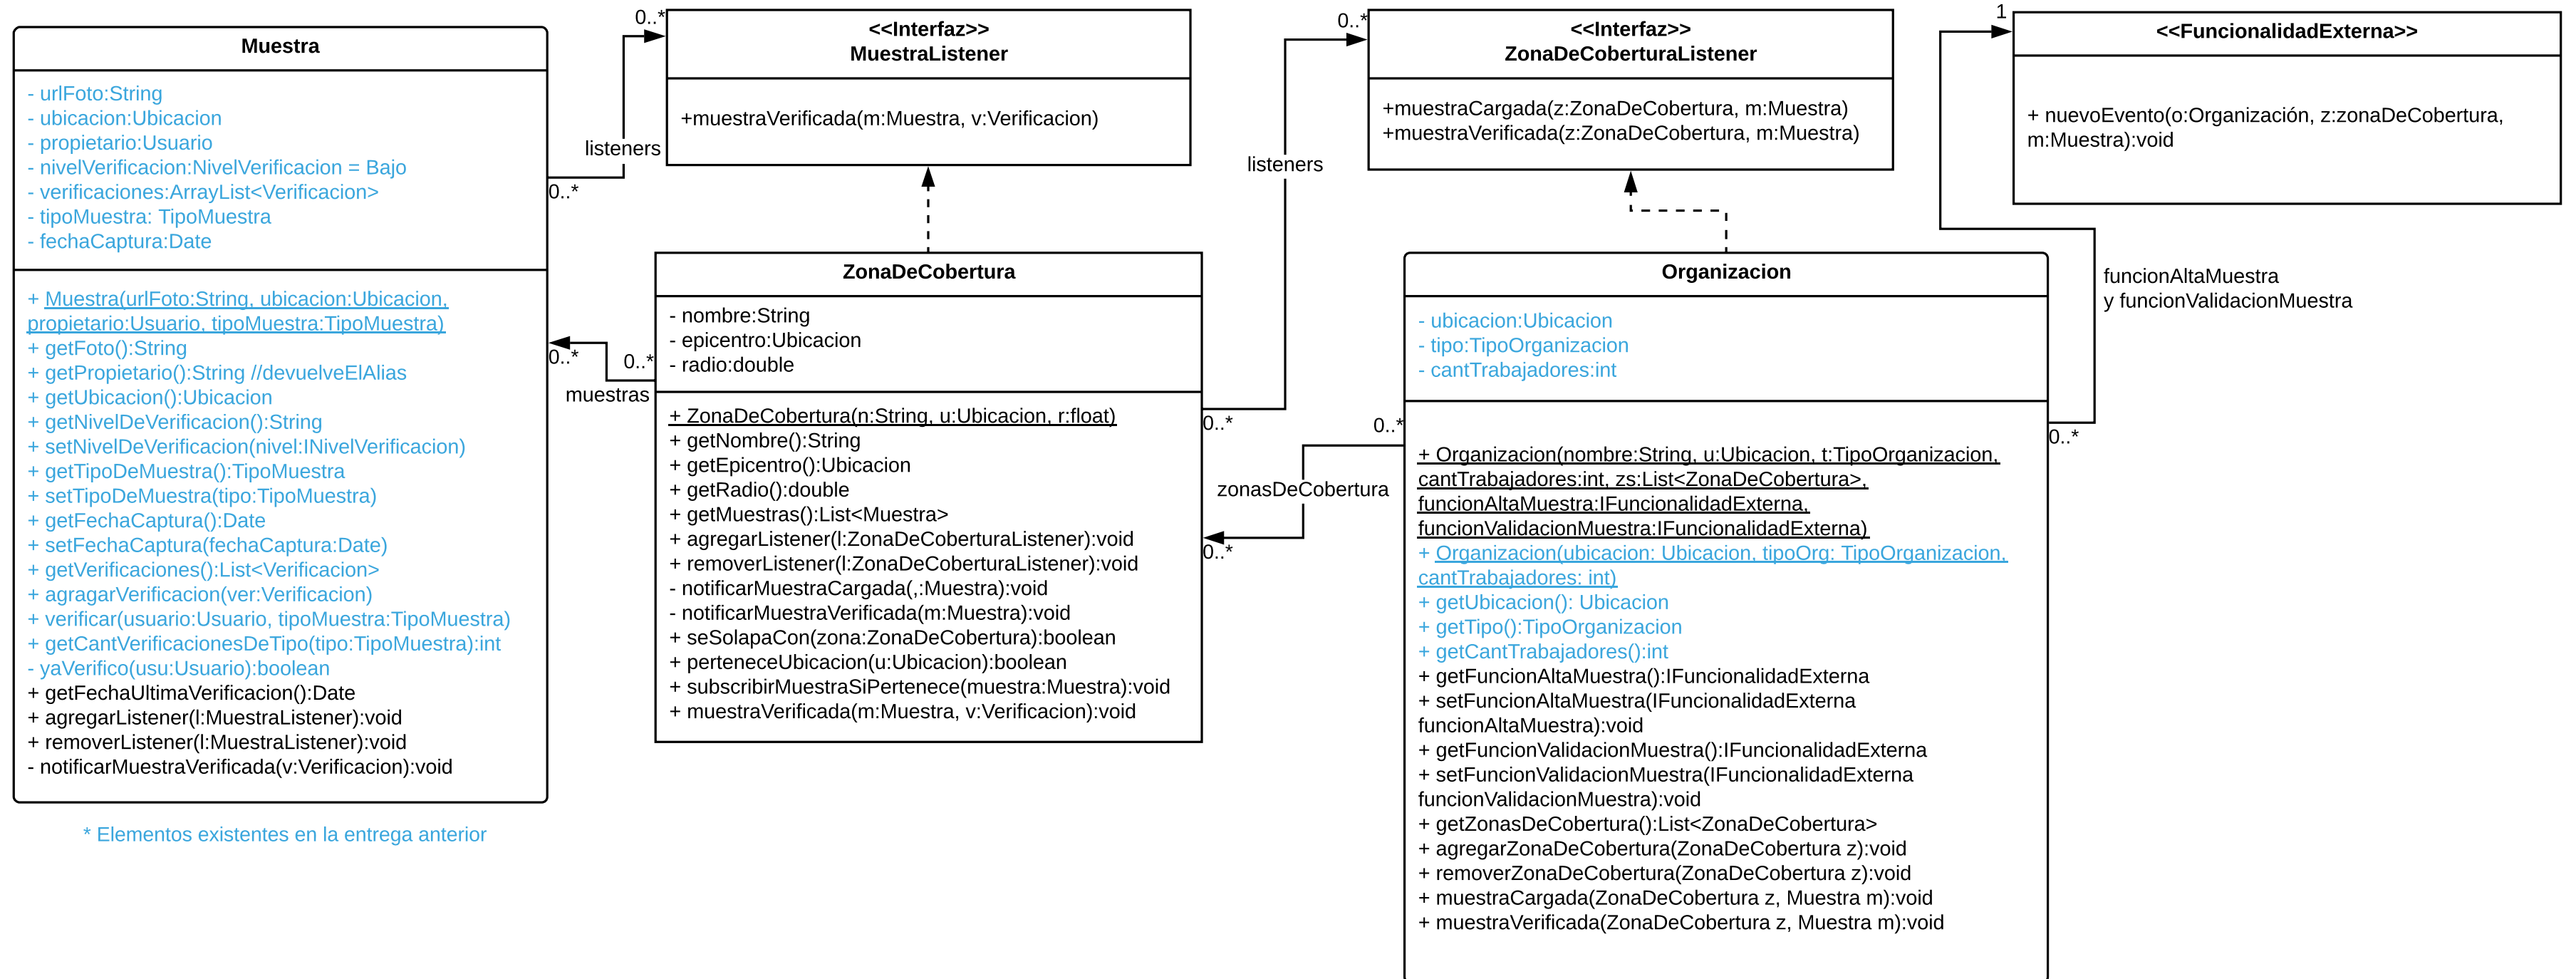 Muestra
- urlFoto:String
- ubicacion:Ubicacion
- propietario:Usuario
- nivelVerificacion:NivelVerificacion = Bajo
- verificaciones:ArrayList<Verificacion>
- tipoMuestra: TipoMuestra
- fechaCaptura:Date
+ Muestra(urlFoto:String, ubicacion:Ubicacion,
propietario:Usuario, tipoMuestra:TipoMuestra)
+ getFoto():String
+ getPropietario():String //devuelveElAlias
+ getUbicacion():Ubicacion
+ getNivelDeVerificacion():String
+ setNivelDeVerificacion(nivel:INivelVerificacion)
+ getTipoDeMuestra():TipoMuestra
+ setTipoDeMuestra(tipo:TipoMuestra)
+ getFechaCaptura():Date
+ setFechaCaptura(fechaCaptura:Date)
+ getVerificaciones():List<Verificacion>
+ agragarVerificacion(ver:Verificacion)
+ verificar(usuario:Usuario, tipoMuestra:TipoMuestra)
+ getCantVerificacionesDeTipo(tipo:TipoMuestra):int
- yaVerifico(usu:Usuario):boolean
+ getFechaUltimaVerificacion():Date
+ agregarListener(l:MuestraListener):void
+ removerListener(l:MuestraListener):void
- notificarMuestraVerificada(v:Verificacion):void
* Elementos existentes en la entrega anterior
0..*
listeners
0..*
<<Interfaz>>
MuestraListener
+muestraVerificada(m:Muestra, v:Verificacion)
0..*
0..*
muestras
ZonaDeCobertura
- nombre:String
- epicentro:Ubicacion
- radio:double
+ ZonaDeCobertura(n:String, u:Ubicacion, r:float)
+ getNombre():String
+ getEpicentro():Ubicacion
+ getRadio():double
+ getMuestras():List<Muestra>
+ agregarListener(l:ZonaDeCoberturaListener):void
+ removerListener(l:ZonaDeCoberturaListener):void
- notificarMuestraCargada(,:Muestra):void
- notificarMuestraVerificada(m:Muestra):void
+ seSolapaCon(zona:ZonaDeCobertura):boolean
+ perteneceUbicacion(u:Ubicacion):boolean
+ subscribirMuestraSiPertenece(muestra:Muestra):void
+ muestraVerificada(m:Muestra, v:Verificacion):void
0..*
listeners
0..*
<<Interfaz>>
ZonaDeCoberturaListener
+muestraCargada(z:ZonaDeCobertura, m:Muestra)
+muestraVerificada(z:ZonaDeCobertura, m:Muestra)
0..*
zonasDeCobertura
0..*
Organizacion
- ubicacion:Ubicacion
- tipo:TipoOrganizacion
- cantTrabajadores:int
+ Organizacion(nombre:String, u:Ubicacion, t:TipoOrganizacion,
cantTrabajadores:int, zs:List<ZonaDeCobertura>,
funcionAltaMuestra:IFuncionalidadExterna,
funcionValidacionMuestra:IFuncionalidadExterna)
+ Organizacion(ubicacion: Ubicacion, tipoOrg: TipoOrganizacion,
cantTrabajadores: int)
+ getUbicacion(): Ubicacion
+ getTipo():TipoOrganizacion
+ getCantTrabajadores():int
+ getFuncionAltaMuestra():IFuncionalidadExterna
+ setFuncionAltaMuestra(IFuncionalidadExterna
funcionAltaMuestra):void
+ getFuncionValidacionMuestra():IFuncionalidadExterna
+ setFuncionValidacionMuestra(IFuncionalidadExterna
funcionValidacionMuestra):void
+ getZonasDeCobertura():List<ZonaDeCobertura>
+ agregarZonaDeCobertura(ZonaDeCobertura z):void
+ removerZonaDeCobertura(ZonaDeCobertura z):void
+ muestraCargada(ZonaDeCobertura z, Muestra m):void
+ muestraVerificada(ZonaDeCobertura z, Muestra m):void
1
<<FuncionalidadExterna>>
+ nuevoEvento(o:Organización, z:zonaDeCobertura,
m:Muestra):void
funcionAltaMuestra
y funcionValidacionMuestra
0..*